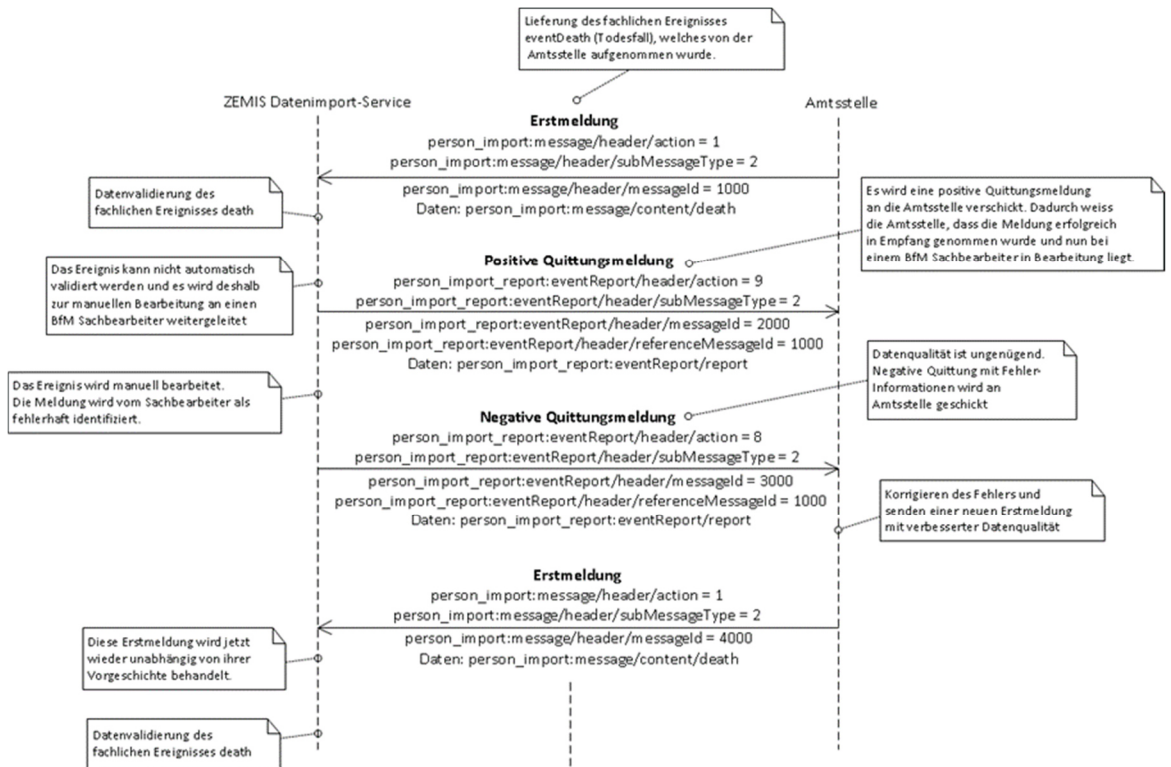 Lieferung des fachlichen Ereignisses
eventDeath (Todesfall), welches von der
Amtsstelle aufgenommen wurde.
ZEMIS Datenimport-Service
Amtsstelle
Erstmeldung
person_import:message/header/action = 1
person_import:message/header/subMessageType = 2
person_import:message/header/messageId = 1000
Daten: person_import:message/content/death
Datenvalidierung des
fachlichen Ereignisses death
Es wird eine positive Quittungsmeldung
an die Amtsstelle verschickt. Dadurch weiss
die Amtsstelle, dass die Meldung erfolgreich
in Empfang genommen wurde und nun bei
einem BfM Sachbearbeiter in Bearbeitung liegt.
Das Ereignis kann nicht automatisch
validiert werden und es wird deshalb
zur manuellen Bearbeitung an einen
BfM Sachbearbeiter weitergeleitet
Positive Quittungsmeldung
person_import_report:eventReport/header/action = 9
person_import_report:eventReport/header/subMessageType = 2
person_import_report:eventReport/header/messageId = 2000
person_import_report:eventReport/header/referenceMessageId = 1000
Daten: person_import_report:eventReport/report
Datenqualität ist ungenügend.
Negative Quittung mit Fehler-
Informationen wird an
Amtsstelle geschickt
Das Ereignis wird manuell bearbeitet.
Die Meldung wird vom Sachbearbeiter als
fehlerhaft identifiziert.
Negative Quittungsmeldung
person_import_report:eventReport/header/action = 8
person_import_report:eventReport/header/subMessageType = 2
person_import_report:eventReport/header/messageId = 3000
person_import_report:eventReport/header/referenceMessageId = 1000
Daten: person_import_report:eventReport/report
Korrigieren des Fehlers und
senden einer neuen Erstmeldung
mit verbesserter Datenqualität
Erstmeldung
person_import:message/header/action = 1
person_import:message/header/subMessageType = 2
person_import:message/header/messageId = 4000
Daten: person_import:message/content/death
Diese Erstmeldung wird jetzt
wieder unabhängig von ihrer
Vorgeschichte behandelt.
Datenvalidierung des
fachlichen Ereignisses death